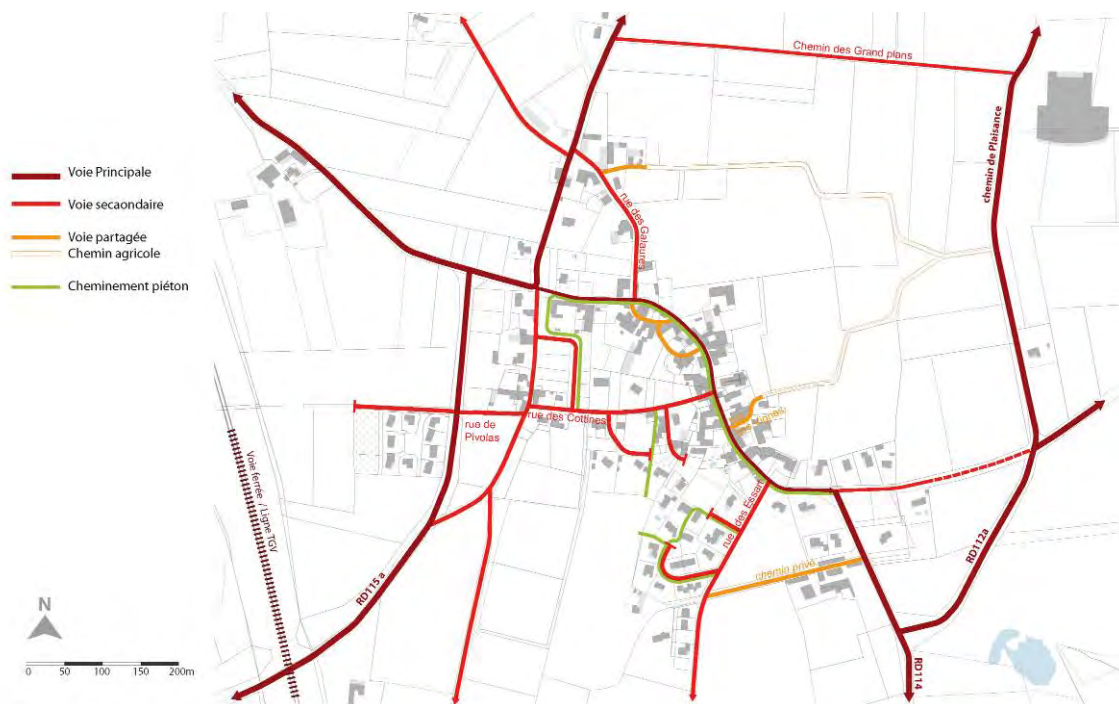 Voie Principale
Voie secaondaire
Voie partagée
Chemin agricole
Cheminement piéton
N
0 50 100 150 200m
Chemin des Grand plans
chemin de Plaisance
rue des Galaures
rue des Cottines
rue de
Pivolas
Voie ferrée / Ligne TGV
RD115 a
rue des Essart
chemin privé
RD112a
RD114